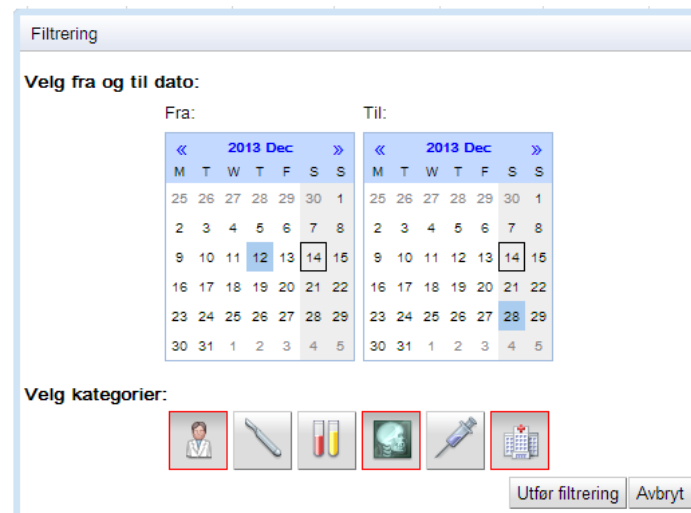 Filtrering
Velg fra og til dato:
Fra: Til:
« 2013 Dec » « 2013 Dec »
M T W T F S S M T W T F S S
25 26 27 28 29 30 1 25 26 27 28 29 30 1
2 3 4 5 6 7 8 2 3 4 5 6 7 8
9 10 11 12 13 14 15 9 10 11 12 13 14 15
16 17 18 19 20 21 22 16 17 18 19 20 21 22
23 24 25 26 27 28 29 23 24 25 26 27 28 29
30 31 1 2 3 4 5 30 31 1 2 3 4 5
Velg kategorier:
Utfør filtrering Avbryt